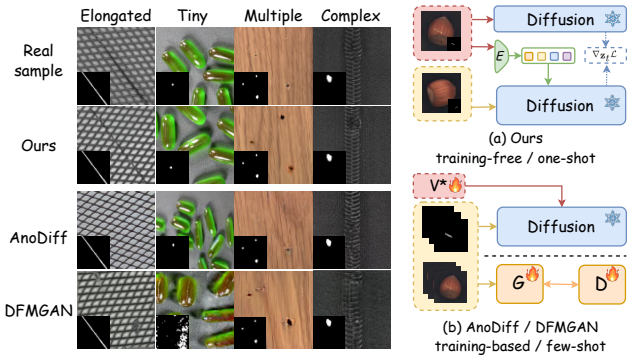 Elongated Tiny Multiple Complex
Real
sample
Ours
AnoDiff
DFMGAN
Diffusion
E
∇z_t 𝓛
Diffusion
(a) Ours
training-free / one-shot
V*
Diffusion
G
D
(b) AnoDiff / DFMGAN
training-based / few-shot